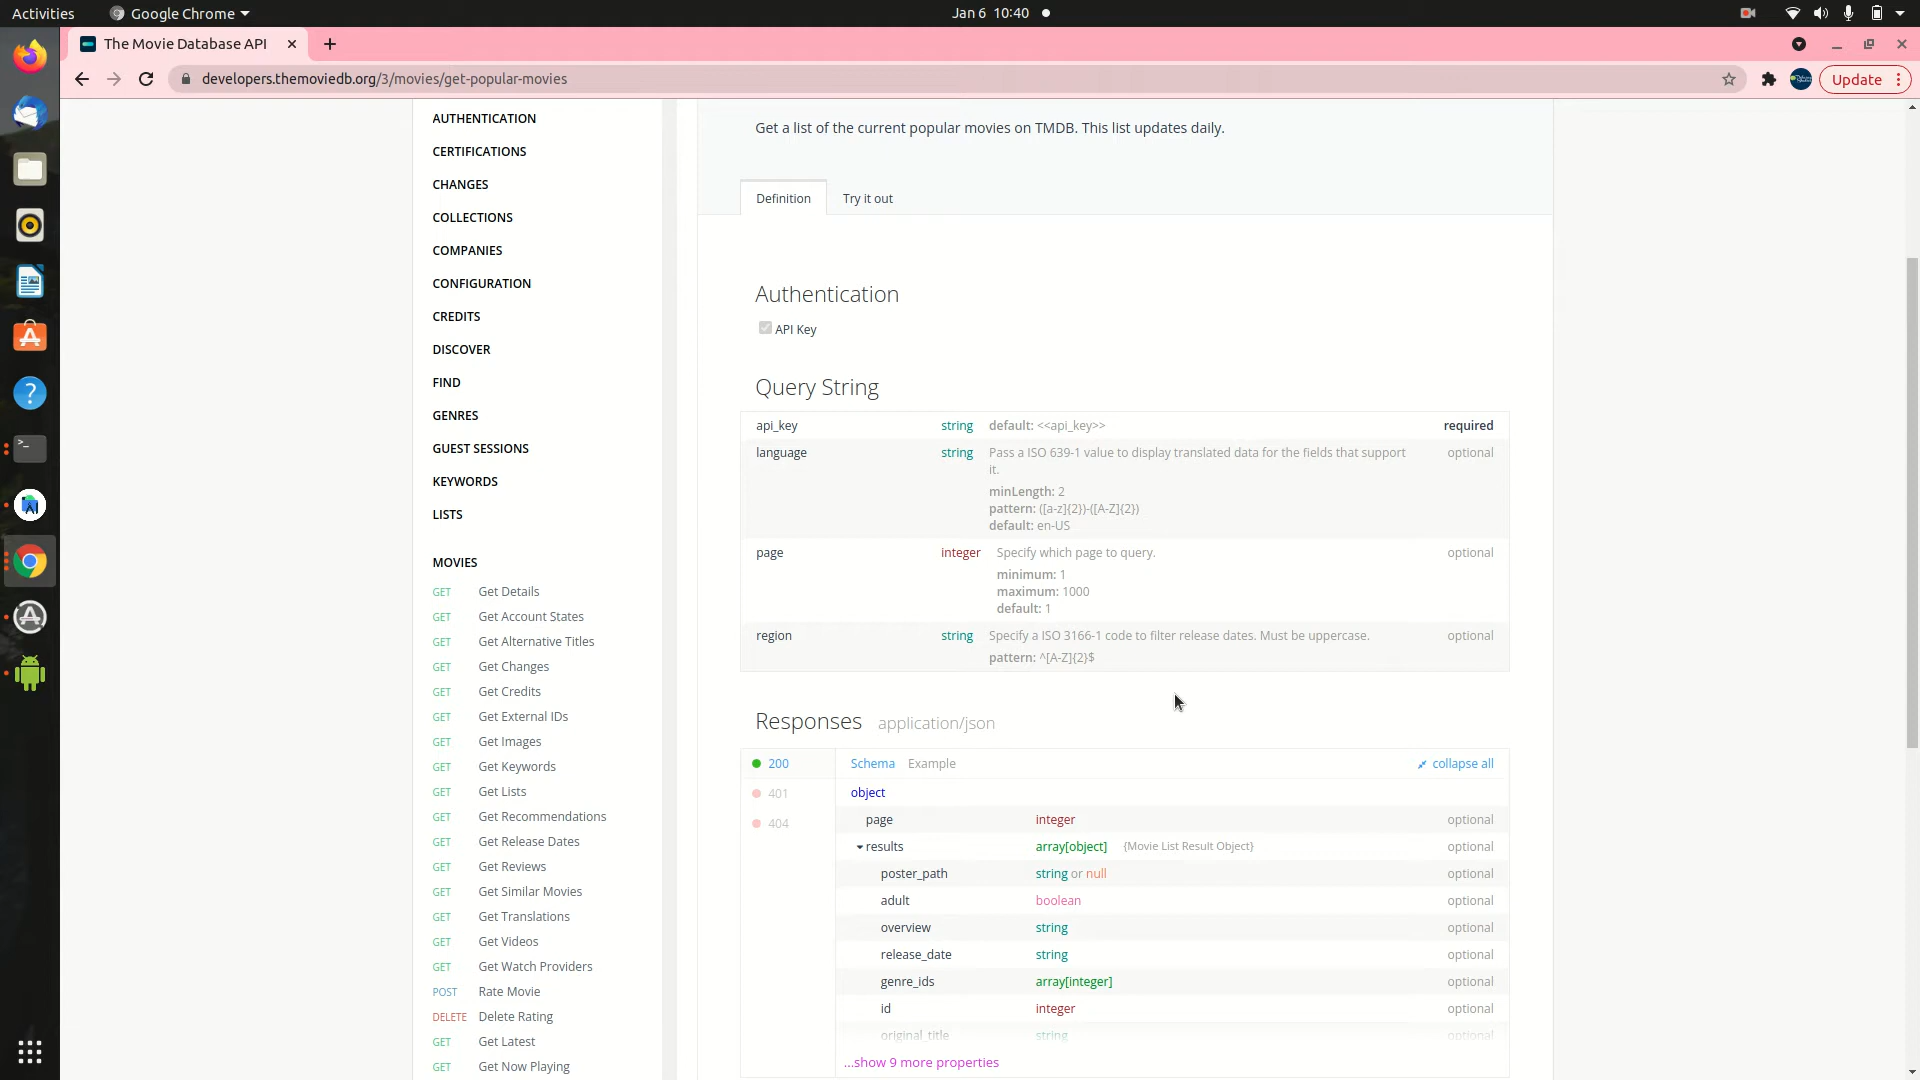 Activities
Google Chrome
Jan 6 10:40
The Movie Database API
developers.themoviedb.org/3/movies/get-popular-movies
Update
AUTHENTICATION
CERTIFICATIONS
CHANGES
COLLECTIONS
COMPANIES
CONFIGURATION
CREDITS
DISCOVER
FIND
GENRES
GUEST SESSIONS
KEYWORDS
LISTS
MOVIES
GET Get Details
GET Get Account States
GET Get Alternative Titles
GET Get Changes
GET Get Credits
GET Get External IDs
GET Get Images
GET Get Keywords
GET Get Lists
GET Get Recommendations
GET Get Release Dates
GET Get Reviews
GET Get Similar Movies
GET Get Translations
GET Get Videos
GET Get Watch Providers
POST Rate Movie
DELETE Delete Rating
GET Get Latest
GET Get Now Playing
Get a list of the current popular movies on TMDB. This list updates daily.
Definition Try it out
Authentication
API Key
Query String
api_key string default: <<api_key>> required
language string Pass a ISO 639-1 value to display translated data for the fields that support optional
it.
minLength: 2
pattern: ([a-z]{2})-([A-Z]{2})
default: en-US
page integer Specify which page to query. optional
minimum: 1
maximum: 1000
default: 1
region string Specify a ISO 3166-1 code to filter release dates. Must be uppercase. optional
pattern: ^[A-Z]{2}$
Responses application/json
200 Schema Example collapse all
401
404
object
page integer optional
results array[object] {Movie List Result Object} optional
poster_path string or null optional
adult boolean optional
overview string optional
release_date string optional
genre_ids array[integer] optional
id integer optional
original_title string optional
...show 9 more properties